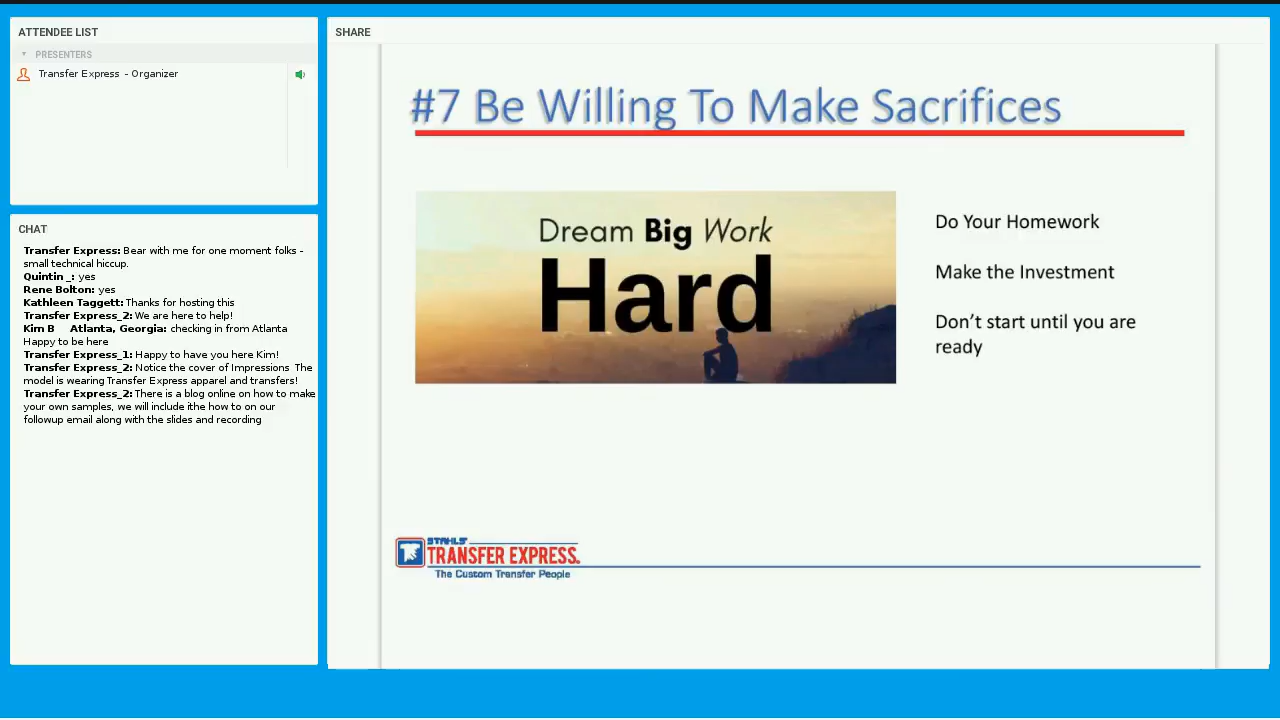 ATTENDEE LIST
PRESENTERS
Transfer Express - Organizer
CHAT
Transfer Express: Bear with me for one moment folks -
small technical hiccup.
Quintin _: yes
Rene Bolton: yes
Kathleen Taggett: Thanks for hosting this
Transfer Express_2: We are here to help!
Kim B Atlanta, Georgia: checking in from Atlanta
Happy to be here
Transfer Express_1: Happy to have you here Kim!
Transfer Express_2: Notice the cover of Impressions The
model is wearing Transfer Express apparel and transfers!
Transfer Express_2: There is a blog online on how to make
your own samples, we will include ithe how to on our
followup email along with the slides and recording
SHARE
#7 Be Willing To Make Sacrifices
Dream Big Work
Hard
Do Your Homework
Make the Investment
Don't start until you are
ready
STAHLS'
TRANSFER EXPRESS.
The Custom Transfer People